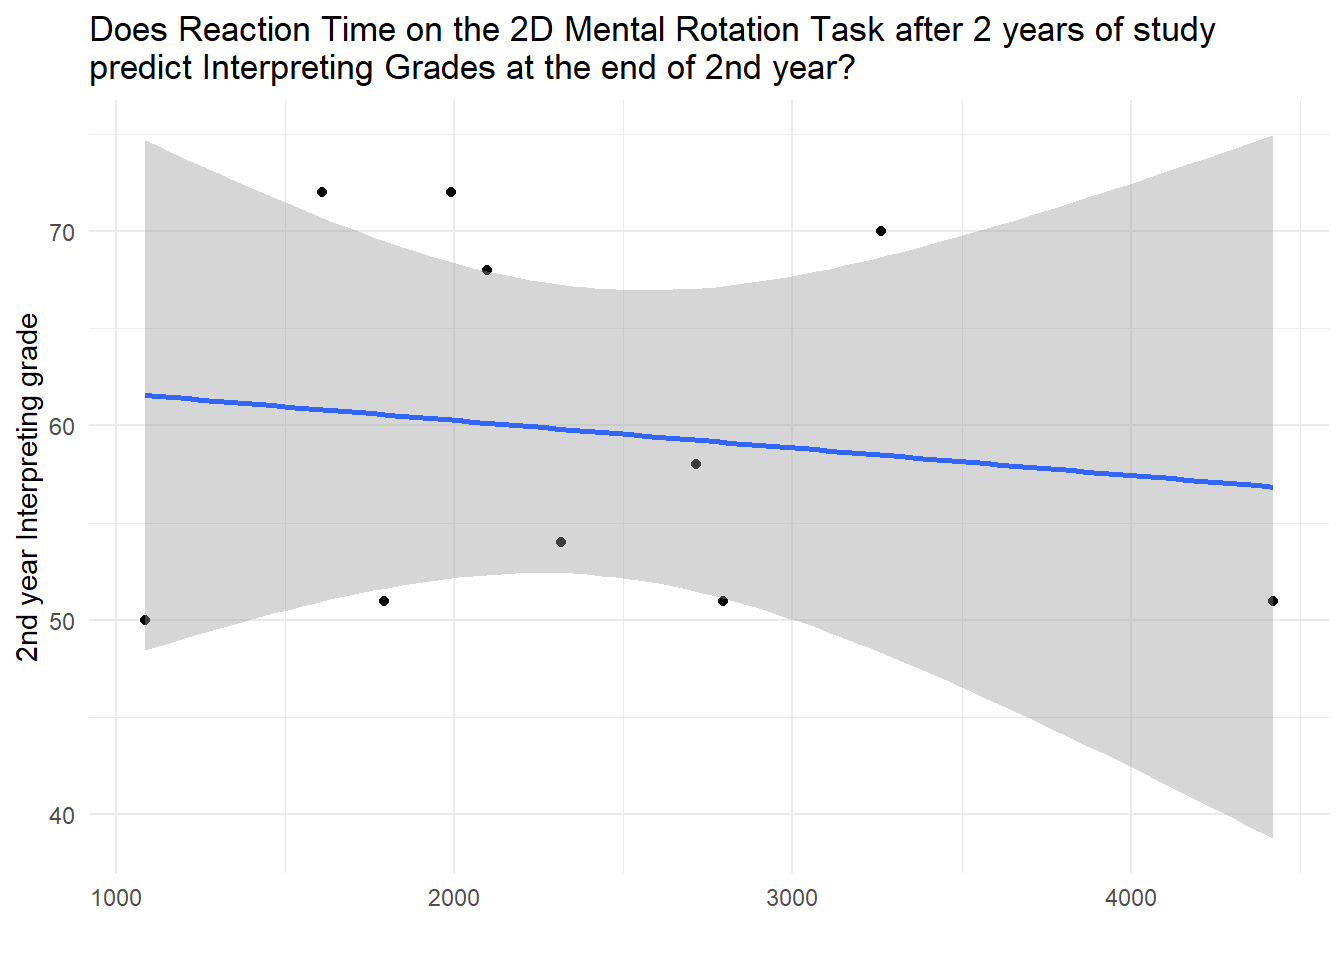 Does Reaction Time on the 2D Mental Rotation Task after 2 years of study
predict Interpreting Grades at the end of 2nd year?
2nd year Interpreting grade
70
60
50
40
1000
2000
3000
4000